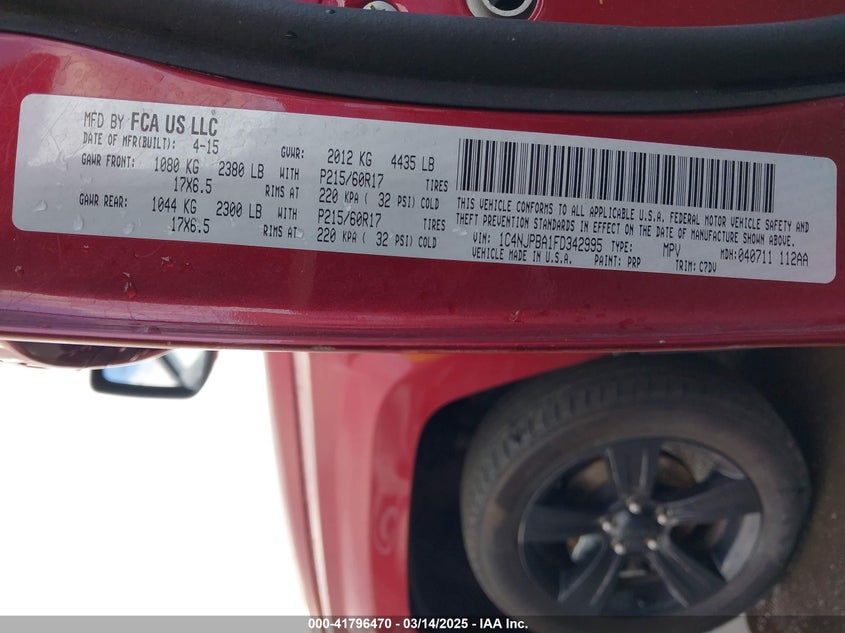 MFD BY FCA US LLC
DATE OF MFR(BUILT): 4-15 GVWR: 2012 KG 4435 LB
GAWR FRONT: 1080 KG 2380 LB WITH P215/60R17 TIRES
17X6.5 RIMS AT 220 KPA ( 32 PSI) COLD
GAWR REAR: 1044 KG 2300 LB WITH P215/60R17 TIRES
17X6.5 RIMS AT 220 KPA ( 32 PSI) COLD
THIS VEHICLE CONFORMS TO ALL APPLICABLE U.S.A. FEDERAL MOTOR VEHICLE SAFETY AND
THEFT PREVENTION STANDARDS IN EFFECT ON THE DATE OF MANUFACTURE SHOWN ABOVE.
VIN: 1C4NJPBA1FD342995 TYPE: MPV MDH:040711 112AA
VEHICLE MADE IN U.S.A. PAINT: PRP TRIM: C7DV
000-41796470 — 03/14/2025 — IAA Inc.